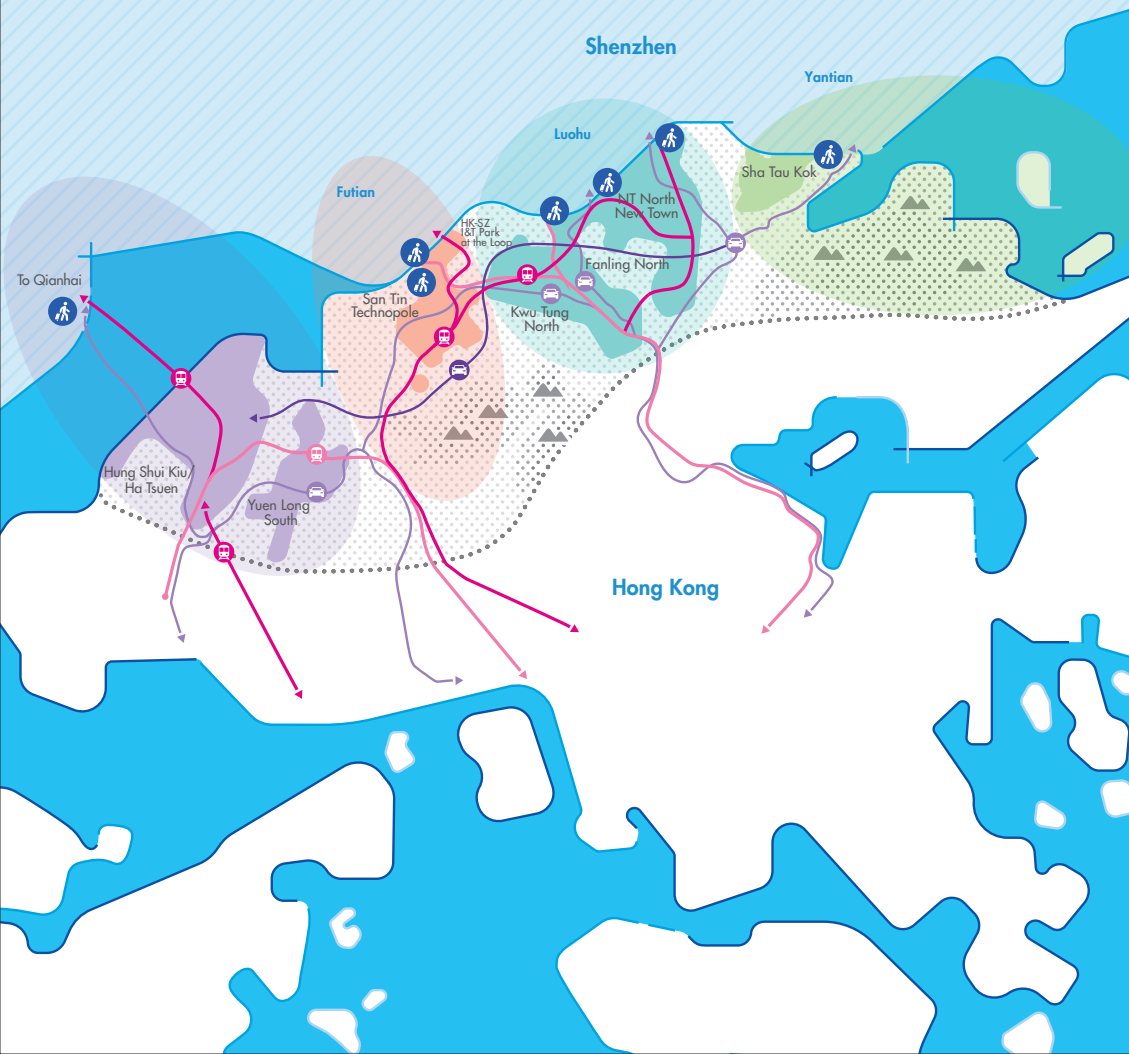 Shenzhen
Yantian
Luohu
Futian
Sha Tau Kok
NT North
New Town
HK-SZ
I&T Park
at the Loop
Fanling North
To Qianhai
San Tin
Technopole
Kwu Tung
North
Hung Shui Kiu/
Ha Tsuen
Yuen Long
South
Hong Kong